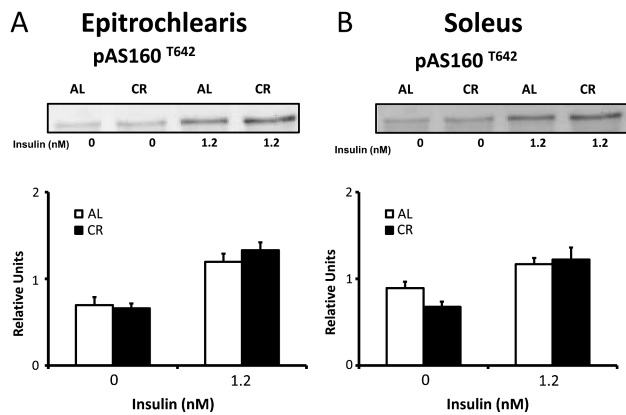 A Epitrochlearis
pAS160 T642
AL CR AL CR
Insulin (nM) 0 0 1.2 1.2
2
1
0
Relative Units
AL
CR
0 1.2
Insulin (nM)
B Soleus
pAS160 T642
AL CR AL CR
Insulin (nM) 0 0 1.2 1.2
2
1
0
Relative Units
AL
CR
0 1.2
Insulin (nM)